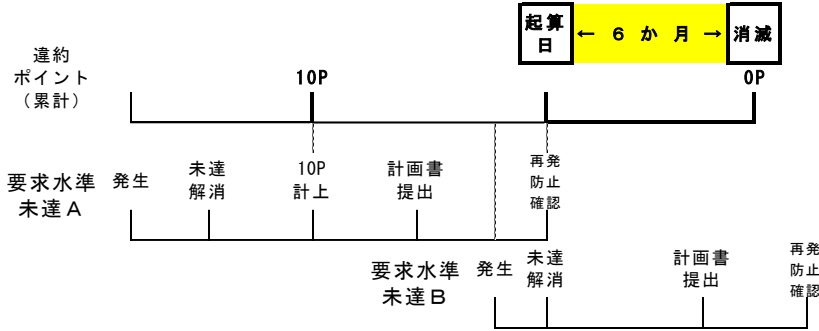 起算
日
← ６ か 月 →
消滅
違約
ポイント
（累計）
10P
0P
要求水準
未達Ａ
発生
未達
解消
10P
計上
計画書
提出
再発
防止
確認
要求水準
未達Ｂ
発生
未達
解消
計画書
提出
再発
防止
確認